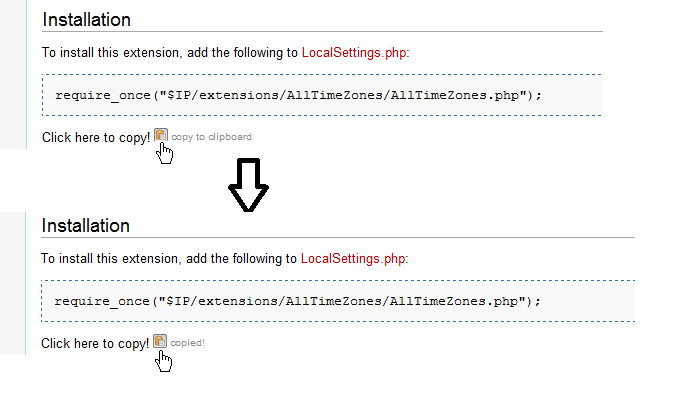 Installation
To install this extension, add the following to LocalSettings.php:
require_once("$IP/extensions/AllTimeZones/AllTimeZones.php");
Click here to copy! copy to clipboard
Installation
To install this extension, add the following to LocalSettings.php:
require_once("$IP/extensions/AllTimeZones/AllTimeZones.php");
Click here to copy! copied!